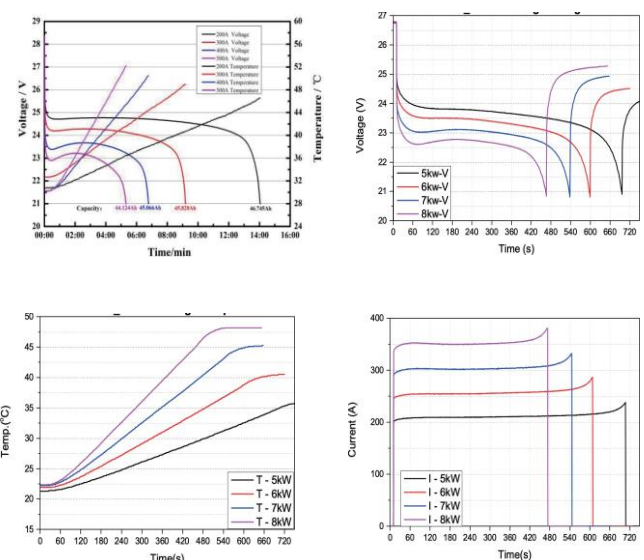 29
28
27
26
25
24
23
22
21
20
Voltage / V
60
56
52
48
44
40
36
32
28
24
Temperature / ℃
200A Voltage
300A Voltage
400A Voltage
500A Voltage
200A Temperature
300A Temperature
400A Temperature
500A Temperature
Capacity: 44.124Ah 45.066Ah 45.828Ah 46.745Ah
00:00 02:00 04:00 06:00 08:00 10:00 12:00 14:00 16:00
Time/min
27
26
25
24
23
22
21
20
Voltage (V)
5kw-V
6kw-V
7kw-V
8kw-V
0 60 120 180 240 300 360 420 480 540 600 660 720
Time (s)
50
45
40
35
30
25
20
15
Temp.(°C)
T - 5kW
T - 6kW
T - 7kW
T - 8kW
0 60 120 180 240 300 360 420 480 540 600 660 720
Time(s)
400
300
200
100
0
Current (A)
I - 5kW
I - 6kW
I - 7kW
I - 8kW
0 60 120 180 240 300 360 420 480 540 600 660 720
Time(s)